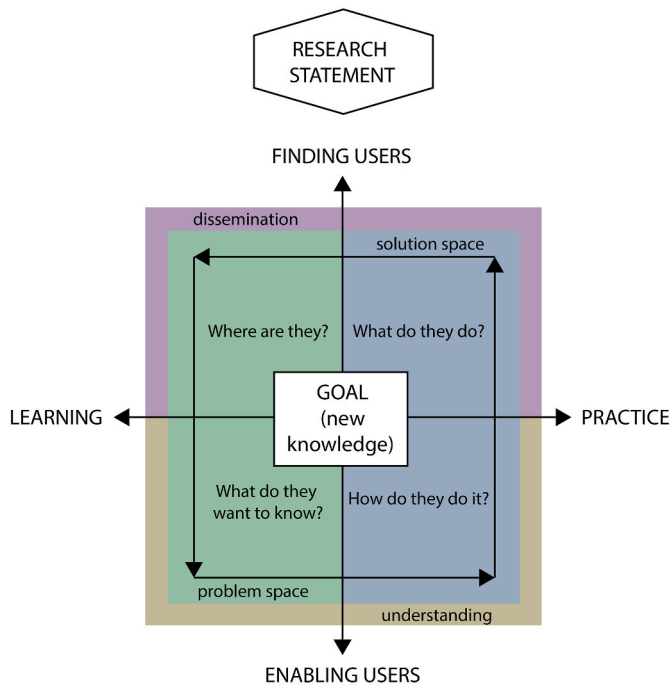 RESEARCH
STATEMENT
FINDING USERS
dissemination
solution space
Where are they?
What do they do?
GOAL
(new
knowledge)
LEARNING
PRACTICE
What do they
want to know?
How do they do it?
problem space
understanding
ENABLING USERS